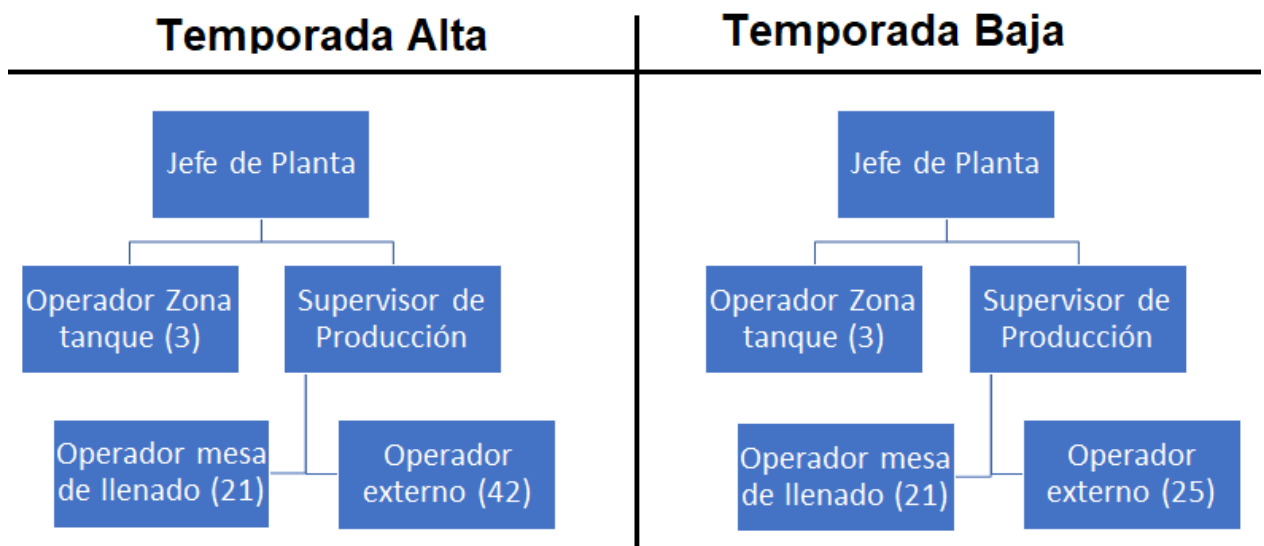 Temporada Alta
Temporada Baja
Jefe de Planta
Operador Zona
tanque (3)
Supervisor de
Producción
Operador mesa
de llenado (21)
Operador
externo (42)
Jefe de Planta
Operador Zona
tanque (3)
Supervisor de
Producción
Operador mesa
de llenado (21)
Operador
externo (25)